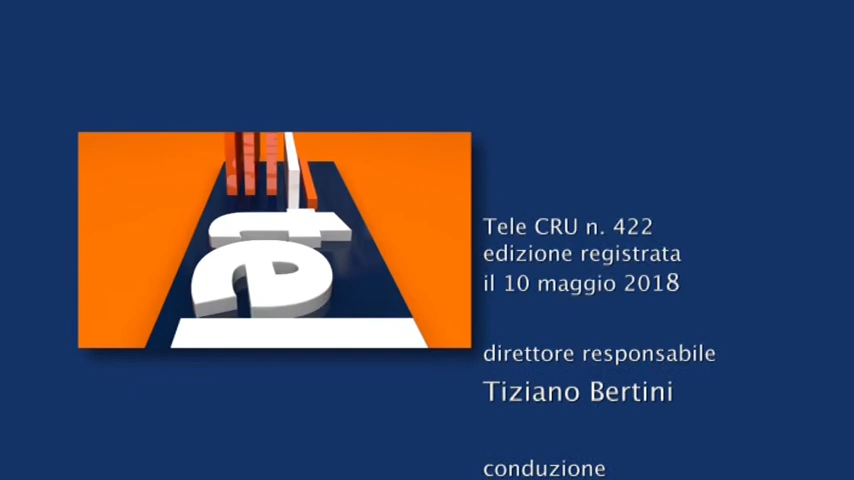 Tele CRU n. 422
edizione registrata
il 10 maggio 2018
direttore responsabile
Tiziano Bertini
conduzione